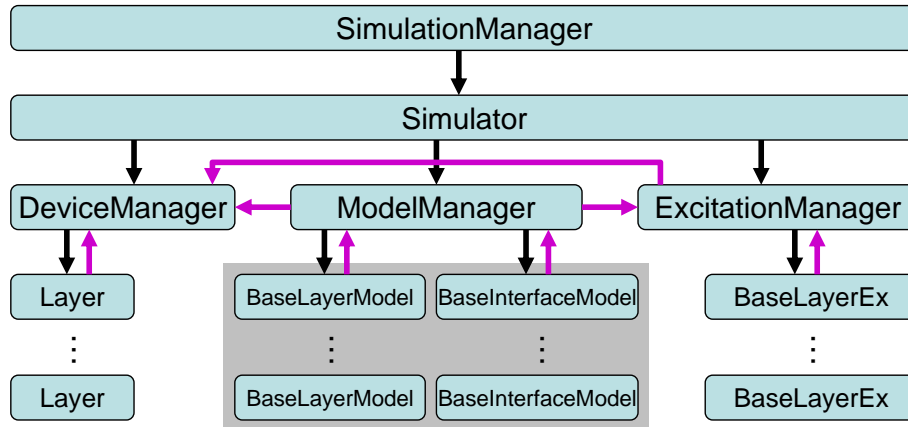 SimulationManager
Simulator
DeviceManager
ModelManager
ExcitationManager
Layer
BaseLayerModel
BaseInterfaceModel
BaseLayerEx
Layer
BaseLayerModel
BaseInterfaceModel
BaseLayerEx